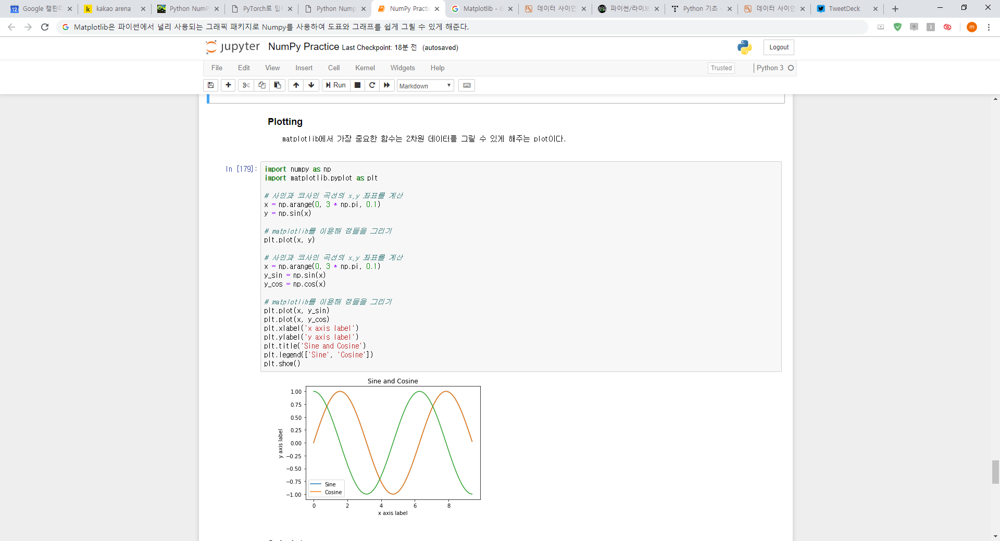 Google 캘린더
kakao arena
Python NumP
PyTorch로 딥
Python Nump
NumPy Practi
Matplotlib - G
데이터 사이언
파이썬/라이브
Python 기초 -
데이터 사이언
TweetDeck
Matplotlib은 파이썬에서 널리 사용되는 그래픽 패키지로 Numpy를 사용하여 도표와 그래프를 쉽게 그릴 수 있게 해준다.
jupyter NumPy Practice Last Checkpoint: 18분 전 (autosaved)
Logout
File Edit View Insert Cell Kernel Widgets Help
Trusted
Python 3
Run
Markdown
Plotting
matplotlib에서 가장 중요한 함수는 2차원 데이터를 그릴 수 있게 해주는 plot이다.
In [179]:
import numpy as np
import matplotlib.pyplot as plt
# 사인과 코사인 곡선의 x,y 좌표를 계산
x = np.arange(0, 3 * np.pi, 0.1)
y = np.sin(x)
# matplotlib를 이용해 점들을 그리기
plt.plot(x, y)
# 사인과 코사인 곡선의 x,y 좌표를 계산
x = np.arange(0, 3 * np.pi, 0.1)
y_sin = np.sin(x)
y_cos = np.cos(x)
# matplotlib를 이용해 점들을 그리기
plt.plot(x, y_sin)
plt.plot(x, y_cos)
plt.xlabel('x axis label')
plt.ylabel('y axis label')
plt.title('Sine and Cosine')
plt.legend(['Sine', 'Cosine'])
plt.show()
Sine and Cosine
1.00
0.75
0.50
0.25
0.00
−0.25
−0.50
−0.75
−1.00
y axis label
Sine
Cosine
0 2 4 6 8
x axis label